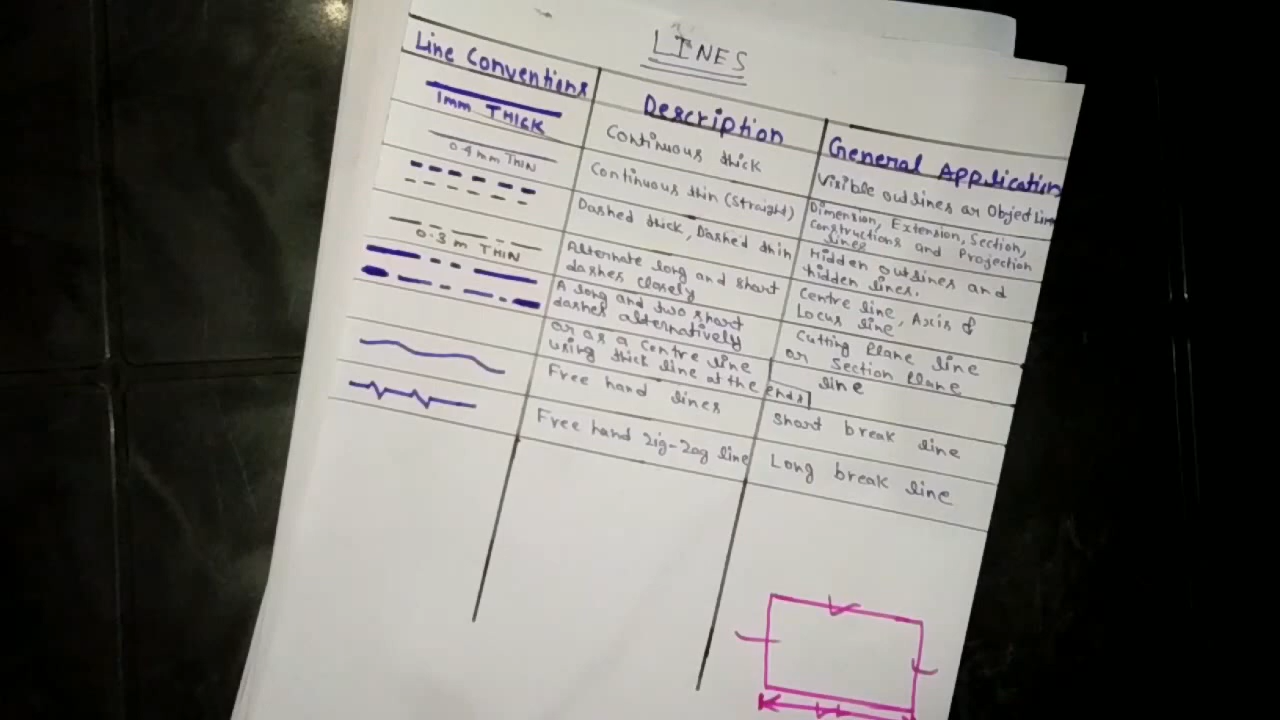 LINES
Line Conventions
Description
General Application
1mm THICK
Continuous thick
Visible outlines or Object Line
0.4 mm THIN
Continuous thin (Straight)
Dimension, Extension, Section,
Constructions and Projection
lines
Dashed thick, Dashed thin
Hidden outlines and
hidden lines.
0.3 m THIN
Alternate long and short
dashes closely
Centre line, Axis of
Locus line
A long and two short
dashes alternatively
or as a centre line
using thick line at the ends
Cutting Plane line
or Section Plane
line
Free hand lines
Short break line
Free hand zig-zag line
Long break line